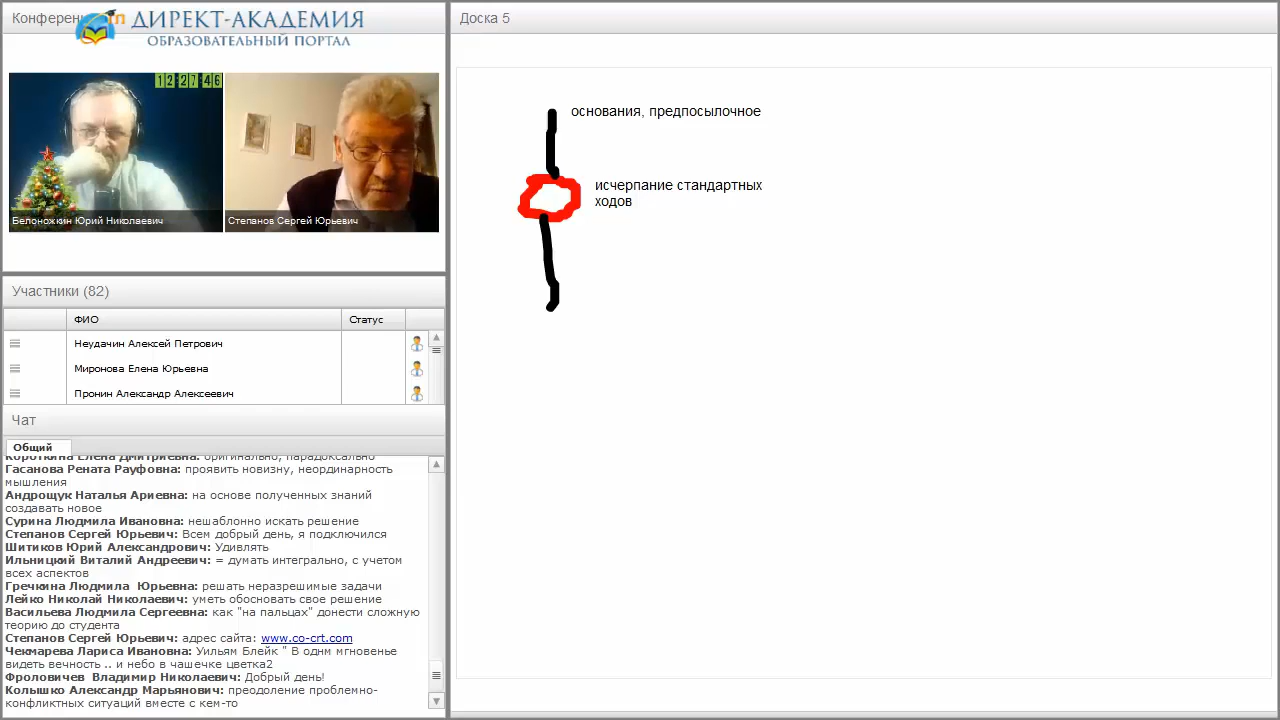 Конферен
ДИРЕКТ-АКАДЕМИЯ
ОБРАЗОВАТЕЛЬНЫЙ ПОРТАЛ
12:27:46
Белоножкин Юрий Николаевич
Степанов Сергей Юрьевич
Участники (82)
ФИО
Статус
Неудачин Алексей Петрович
Миронова Елена Юрьевна
Пронин Александр Алексеевич
Чат
Общий
Короткина Елена Дмитриевна: оригинально, парадоксально
Гасанова Рената Рауфовна: проявить новизну, неординарность
мышления
Андрощук Наталья Ариевна: на основе полученных знаний
создавать новое
Сурина Людмила Ивановна: нешаблонно искать решение
Степанов Сергей Юрьевич: Всем добрый день, я подключился
Шитиков Юрий Александрович: Удивлять
Ильницкий Виталий Андреевич: = думать интегрально, с учетом
всех аспектов
Гречкина Людмила Юрьевна: решать неразрешимые задачи
Лейко Николай Николаевич: уметь обосновать свое решение
Васильева Людмила Сергеевна: как "на пальцах" донести сложную
теорию до студента
Степанов Сергей Юрьевич: адрес сайта: www.co-crt.com
Чекмарева Лариса Ивановна: Уильям Блейк " В однм мгновенье
видеть вечность .. и небо в чашечке цветка2
Фроловичев Владимир Николаевич: Добрый день!
Колышко Александр Марьянович: преодоление проблемно-
конфликтных ситуаций вместе с кем-то
Доска 5
основания, предпосылочное
исчерпание стандартных
ходов